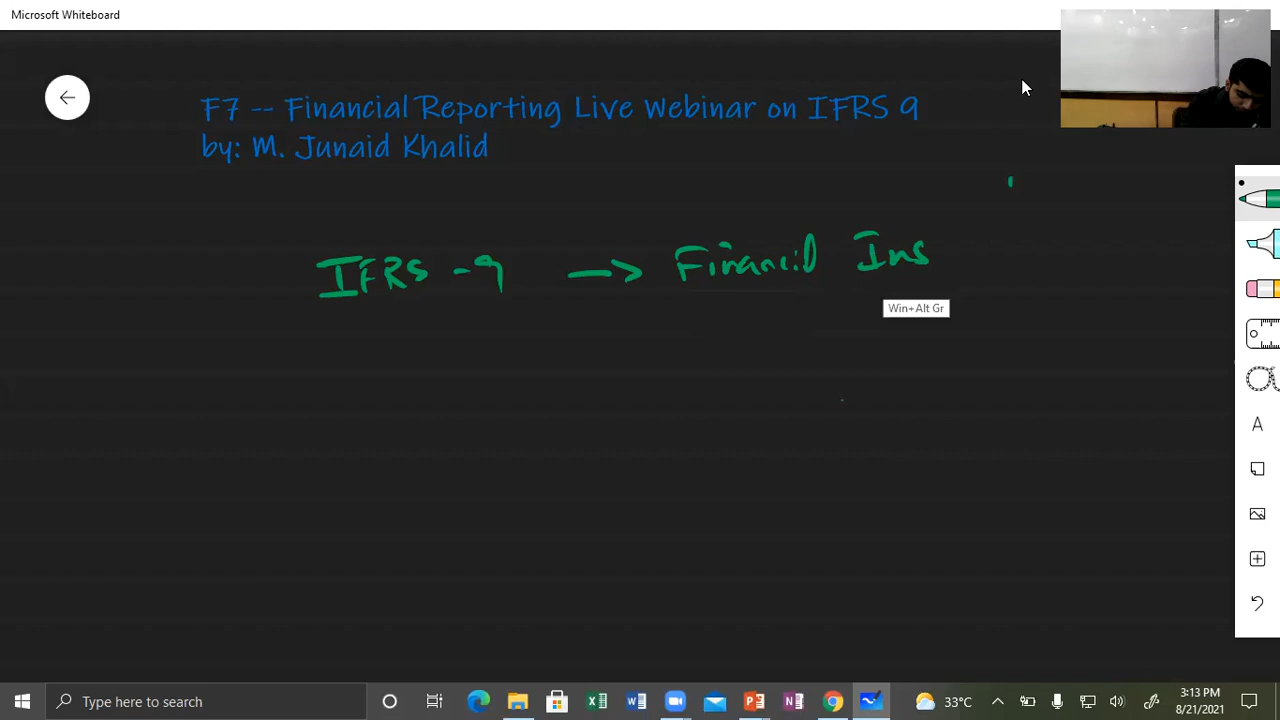 Microsoft Whiteboard
F7 -- Financial Reporting Live Webinar on IFRS 9
by: M. Junaid Khalid
IFRS -9 → Financial Ins
Win+Alt Gr
A
Type here to search
33°C
3:13 PM
8/21/2021